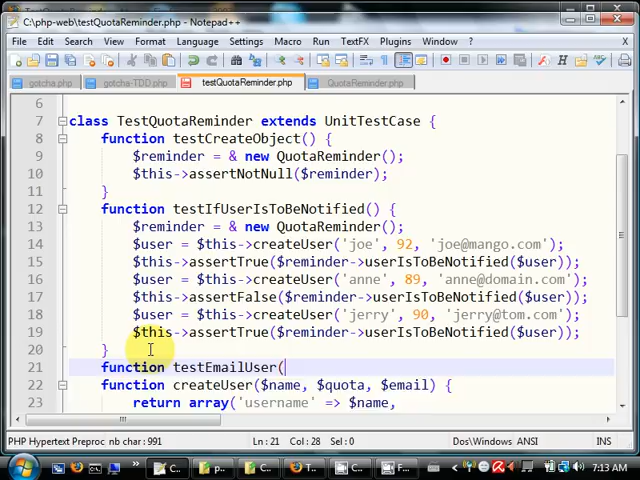 C:\php-web\testQuotaReminder.php - Notepad++
File Edit Search View Format Language Settings Macro Run TextFX Plugins Window ? X
gotcha.php gotcha-TDD.php testQuotaReminder.php QuotaReminder.php
6
7 class TestQuotaReminder extends UnitTestCase {
8 function testCreateObject() {
9 $reminder = & new QuotaReminder();
10 $this->assertNotNull($reminder);
11 }
12 function testIfUserIsToBeNotified() {
13 $reminder = & new QuotaReminder();
14 $user = $this->createUser('joe', 92, 'joe@mango.com');
15 $this->assertTrue($reminder->userIsToBeNotified($user));
16 $user = $this->createUser('anne', 89, 'anne@domain.com');
17 $this->assertFalse($reminder->userIsToBeNotified($user));
18 $user = $this->createUser('jerry', 90, 'jerry@tom.com');
19 $this->assertTrue($reminder->userIsToBeNotified($user));
20 }
21 function testEmailUser(
22 function createUser($name, $quota, $email) {
23 return array('username' => $name,
PHP Hypertext Preproc nb char : 991 Ln : 21 Col : 28 Sel : 0 Dos\Windows ANSI INS
C... p... C... T... C... F... 7:13 AM